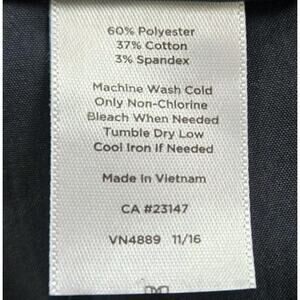 60% Polyester
37% Cotton
3% Spandex
Machine Wash Cold
Only Non-Chlorine
Bleach When Needed
Tumble Dry Low
Cool Iron If Needed
Made In Vietnam
CA #23147
VN4889 11/16